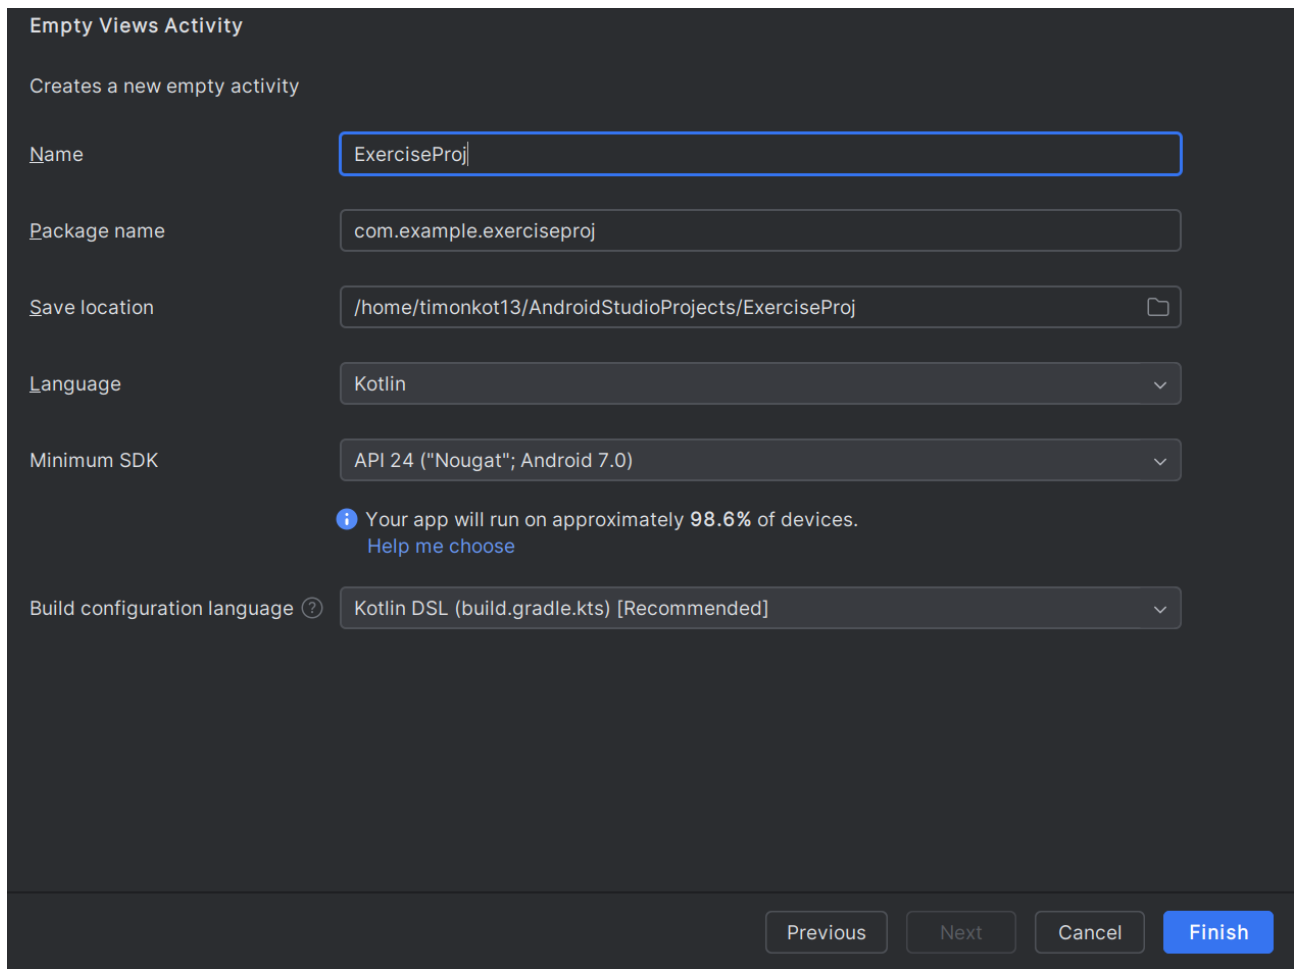 Empty Views Activity
Creates a new empty activity
Name ExerciseProj
Package name com.example.exerciseproj
Save location /home/timonkot13/AndroidStudioProjects/ExerciseProj
Language Kotlin
Minimum SDK API 24 ("Nougat"; Android 7.0)
Your app will run on approximately 98.6% of devices.
Help me choose
Build configuration language ? Kotlin DSL (build.gradle.kts) [Recommended]
Previous Next Cancel Finish